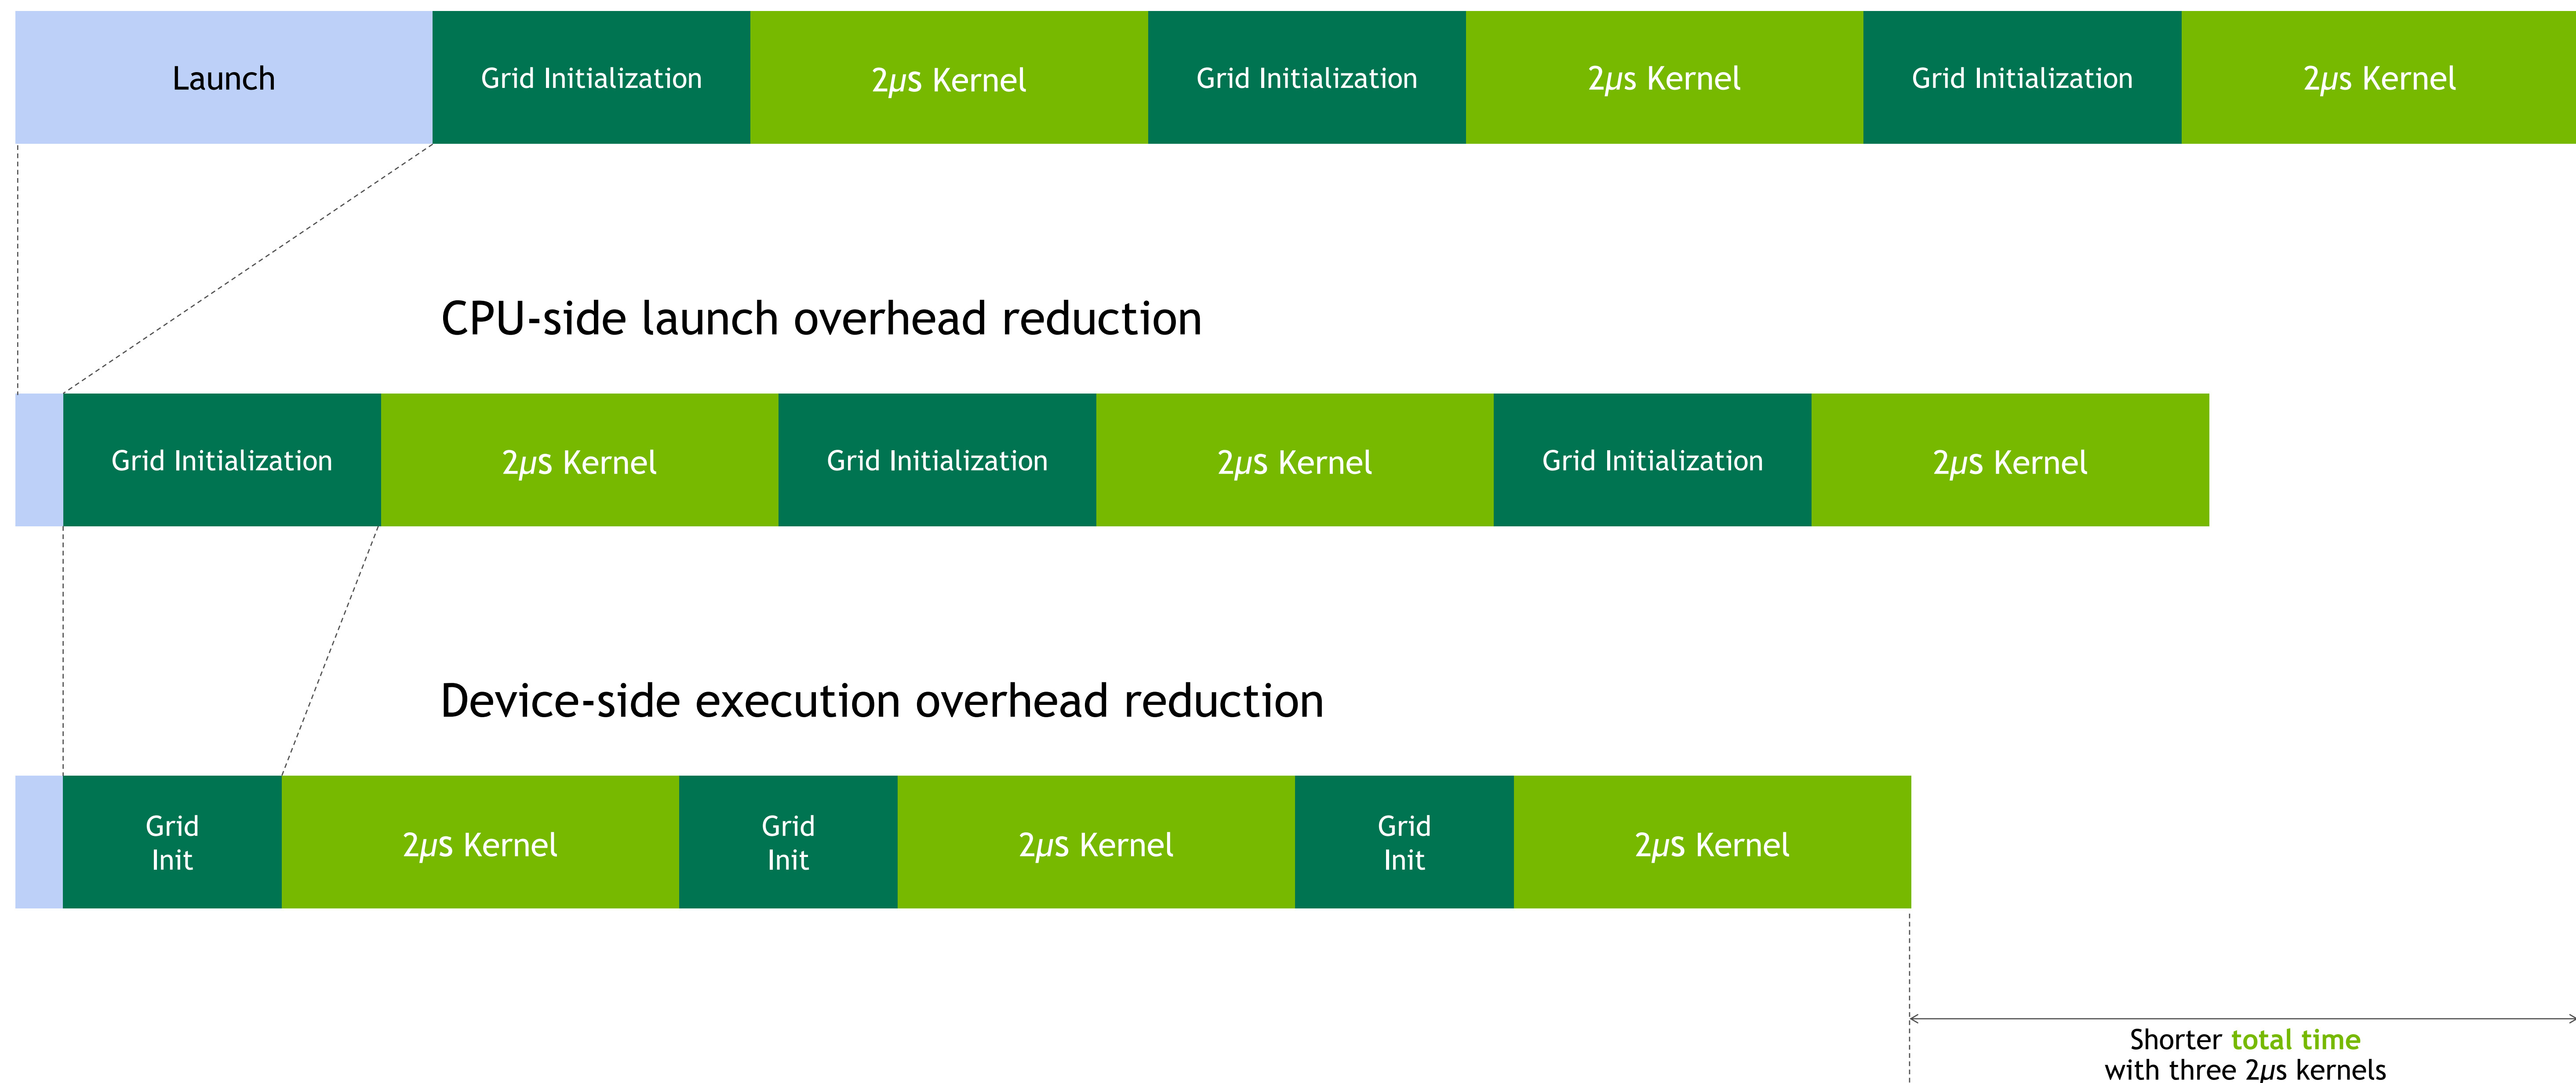 Launch Grid Initialization 2µs Kernel Grid Initialization 2µs Kernel Grid Initialization 2µs Kernel
CPU-side launch overhead reduction
Grid Initialization 2µs Kernel Grid Initialization 2µs Kernel Grid Initialization 2µs Kernel
Device-side execution overhead reduction
Grid
Init
2µs Kernel
Grid
Init
2µs Kernel
Grid
Init
2µs Kernel
Shorter total time
with three 2µs kernels